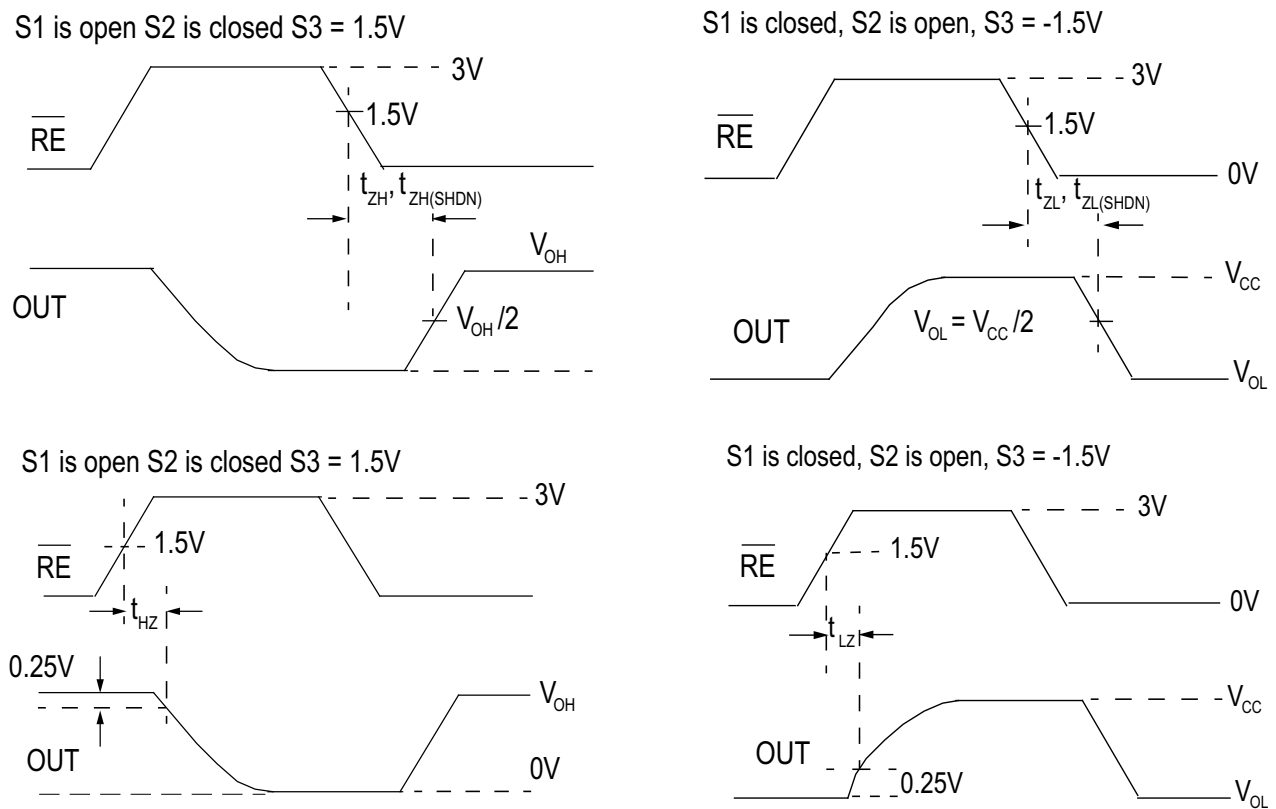 S1 is open S2 is closed S3 = 1.5V
3V
1.5V
RE
tZH, tZH(SHDN)
VOH
OUT
VOH /2
S1 is closed, S2 is open, S3 = -1.5V
3V
1.5V
RE
0V
tZL, tZL(SHDN)
VCC
OUT
VOL = VCC /2
VOL
S1 is open S2 is closed S3 = 1.5V
3V
1.5V
RE
tHZ
0.25V
VOH
OUT
0V
S1 is closed, S2 is open, S3 = -1.5V
3V
1.5V
RE
0V
tLZ
VCC
OUT
0.25V
VOL